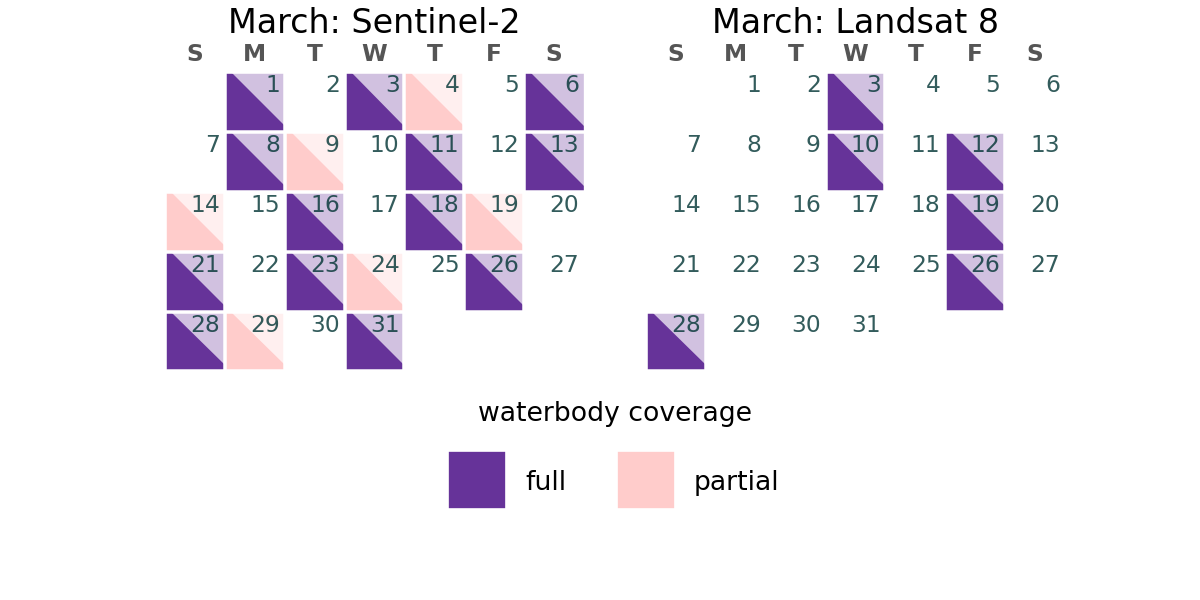 March: Sentinel-2
S M T W T F S
1 2 3 4 5 6
7 8 9 10 11 12 13
14 15 16 17 18 19 20
21 22 23 24 25 26 27
28 29 30 31
March: Landsat 8
S M T W T F S
1 2 3 4 5 6
7 8 9 10 11 12 13
14 15 16 17 18 19 20
21 22 23 24 25 26 27
28 29 30 31
waterbody coverage
full
partial